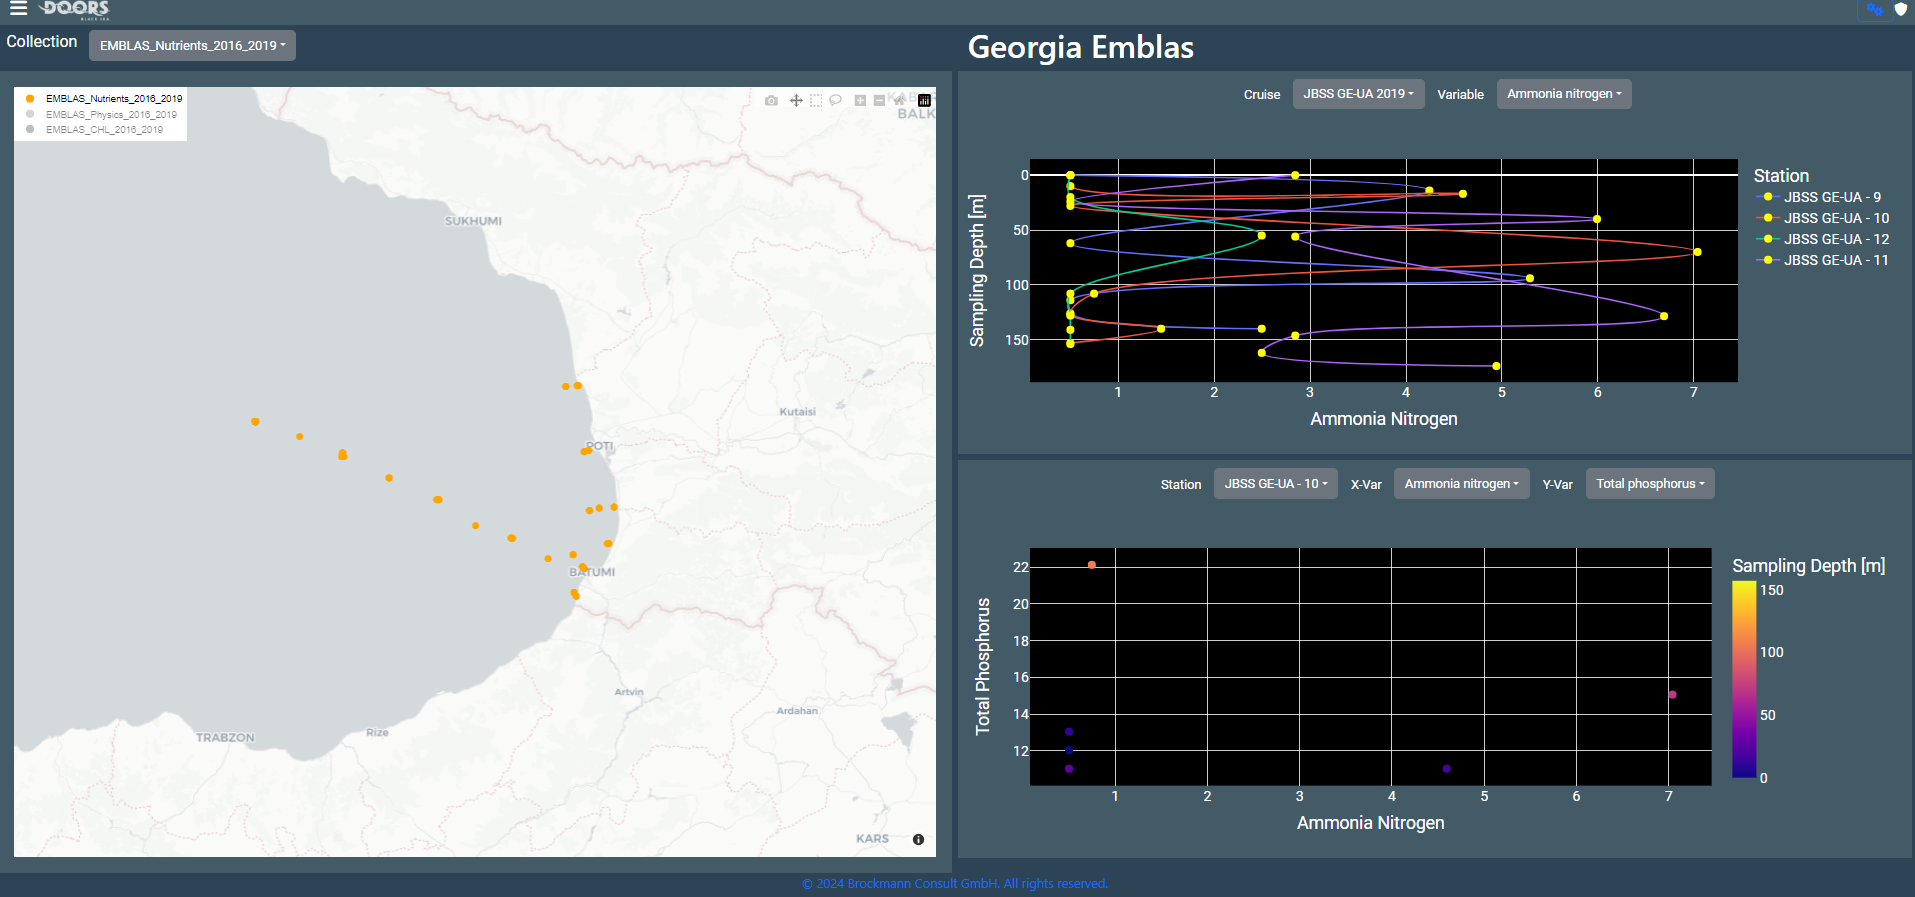 DOORS
BLACK SEA
Collection
EMBLAS_Nutrients_2016_2019
Georgia Emblas
EMBLAS_Nutrients_2016_2019
EMBLAS_Physics_2016_2019
EMBLAS_CHL_2016_2019
BALK
SUKHUMI
Kutaisi
POTI
BATUMI
Artvin
Ardahan
TRABZON
Rize
KARS
Cruise
JBSS GE-UA 2019
Variable
Ammonia nitrogen
Sampling Depth [m]
0
50
100
150
1 2 3 4 5 6 7
Ammonia Nitrogen
Station
JBSS GE-UA - 9
JBSS GE-UA - 10
JBSS GE-UA - 12
JBSS GE-UA - 11
Station
JBSS GE-UA - 10
X-Var
Ammonia nitrogen
Y-Var
Total phosphorus
Total Phosphorus
22
20
18
16
14
12
1 2 3 4 5 6 7
Ammonia Nitrogen
Sampling Depth [m]
150
100
50
0
© 2024 Brockmann Consult GmbH. All rights reserved.